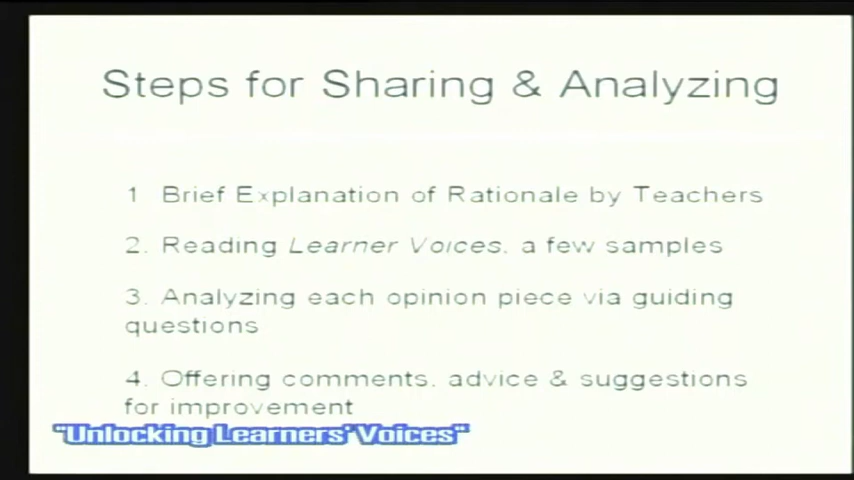 Steps for Sharing & Analyzing
1 Brief Explanation of Rationale by Teachers
2. Reading Learner Voices. a few samples
3. Analyzing each opinion piece via guiding
questions
4. Offering comments. advice & suggestions
for improvement
"Unlocking Learners' Voices"